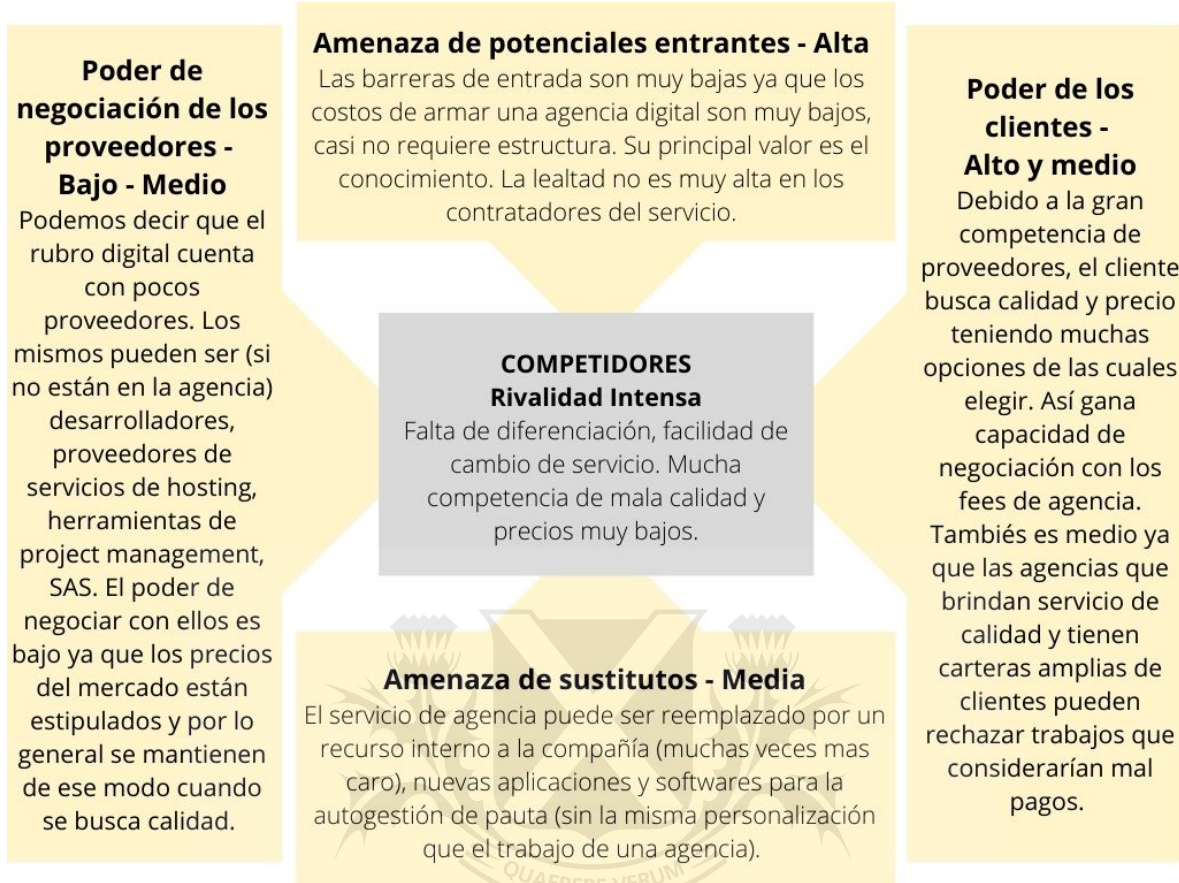 Amenaza de potenciales entrantes - Alta
Las barreras de entrada son muy bajas ya que los
costos de armar una agencia digital son muy bajos,
casi no requiere estructura. Su principal valor es el
conocimiento. La lealtad no es muy alta en los
contratadores del servicio.
Poder de
negociación de los
proveedores -
Bajo - Medio
Podemos decir que el
rubro digital cuenta
con pocos
proveedores. Los
mismos pueden ser (si
no están en la agencia)
desarrolladores,
proveedores de
servicios de hosting,
herramientas de
project management,
SAS. El poder de
negociar con ellos es
bajo ya que los precios
del mercado están
estipulados y por lo
general se mantienen
de ese modo cuando
se busca calidad.
COMPETIDORES
Rivalidad Intensa
Falta de diferenciación, facilidad de
cambio de servicio. Mucha
competencia de mala calidad y
precios muy bajos.
Poder de los
clientes -
Alto y medio
Debido a la gran
competencia de
proveedores, el cliente
busca calidad y precio
teniendo muchas
opciones de las cuales
elegir. Así gana
capacidad de
negociación con los
fees de agencia.
Tambiés es medio ya
que las agencias que
brindan servicio de
calidad y tienen
carteras amplias de
clientes pueden
rechazar trabajos que
considerarían mal
pagos.
Amenaza de sustitutos - Media
El servicio de agencia puede ser reemplazado por un
recurso interno a la compañía (muchas veces mas
caro), nuevas aplicaciones y softwares para la
autogestión de pauta (sin la misma personalización
que el trabajo de una agencia).
QUAERERE VERUM